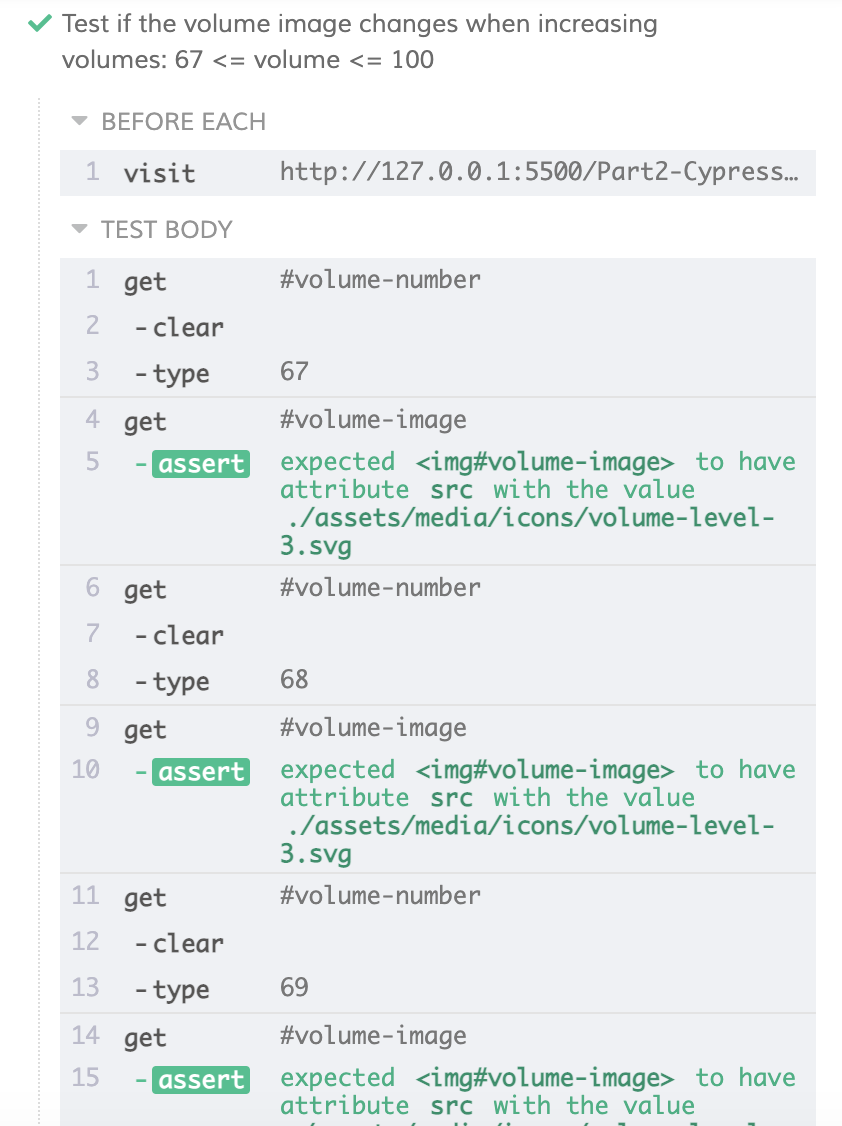 Test if the volume image changes when increasing
volumes: 67 <= volume <= 100
BEFORE EACH
1 visit http://127.0.0.1:5500/Part2-Cypress…
TEST BODY
1 get #volume-number
2 -clear
3 -type 67
4 get #volume-image
5 -assert expected <img#volume-image> to have
attribute src with the value
./assets/media/icons/volume-level-
3.svg
6 get #volume-number
7 -clear
8 -type 68
9 get #volume-image
10 -assert expected <img#volume-image> to have
attribute src with the value
./assets/media/icons/volume-level-
3.svg
11 get #volume-number
12 -clear
13 -type 69
14 get #volume-image
15 -assert expected <img#volume-image> to have
attribute src with the value